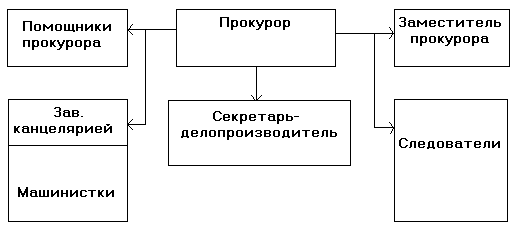 Помощники
прокурора
Прокурор
Заместитель
прокурора
Зав.
канцелярией
Машинистки
Секретарь-
делопроизводитель
Следователи